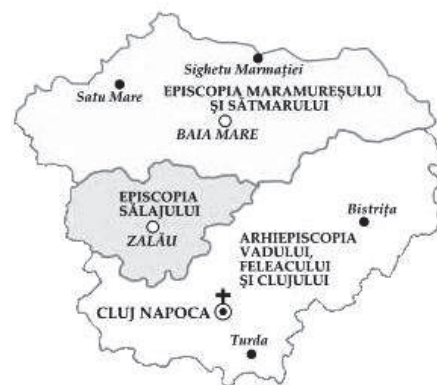 Sighetu Marmației
Satu Mare
EPISCOPIA MARAMUREȘULUI
ȘI SĂTMARULUI
BAIA MARE
EPISCOPIA
SĂLAJULUI
ZALĂU
Bistrița
ARHIEPISCOPIA
VADULUI,
FELEACULUI
ȘI CLUJULUI
CLUJ NAPOCA
Turda